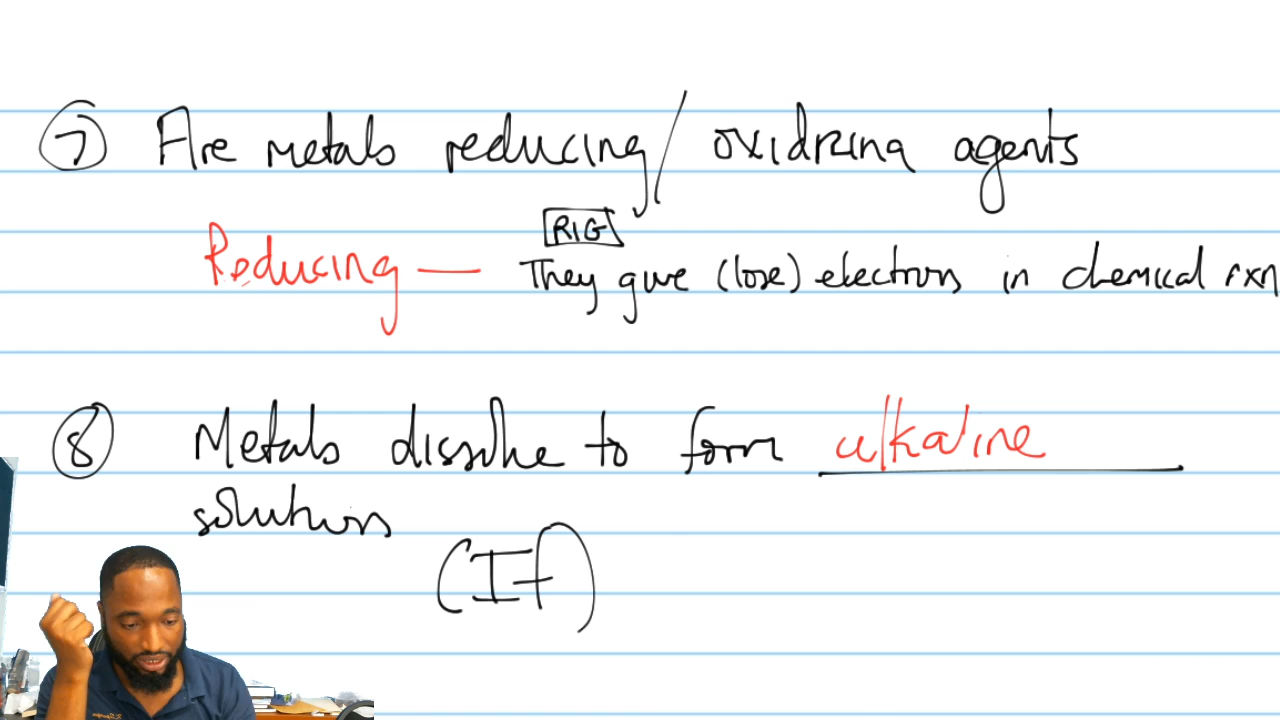 7 Are metals reducing/ oxidizing agents
RIG
Reducing — They give (lose) electrons in chemical rxn
8 Metals dissolve to form alkaline
solutions
(If)